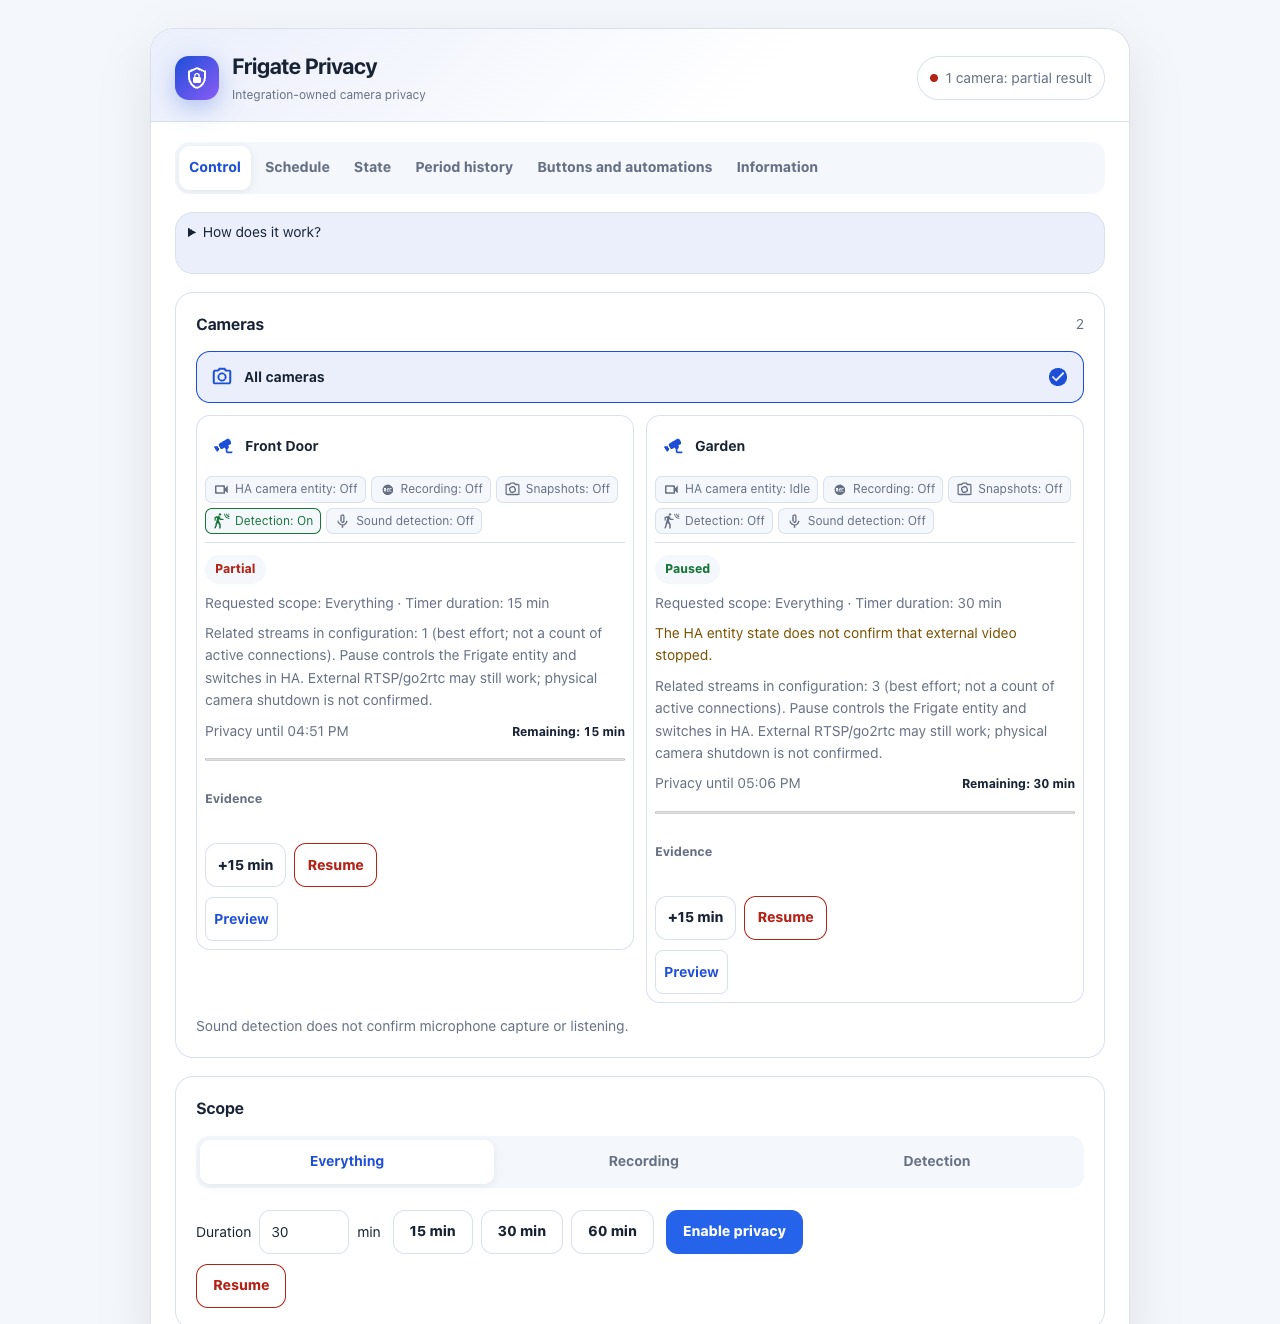 Frigate Privacy
Integration-owned camera privacy
1 camera: partial result
Control Schedule State Period history Buttons and automations Information
How does it work?
Cameras
2
All cameras
Front Door
HA camera entity: Off Recording: Off Snapshots: Off
Detection: On Sound detection: Off
Partial
Requested scope: Everything · Timer duration: 15 min
Related streams in configuration: 1 (best effort; not a count of
active connections). Pause controls the Frigate entity and
switches in HA. External RTSP/go2rtc may still work; physical
camera shutdown is not confirmed.
Privacy until 04:51 PM Remaining: 15 min
Evidence
+15 min Resume
Preview
Garden
HA camera entity: Idle Recording: Off Snapshots: Off
Detection: Off Sound detection: Off
Paused
Requested scope: Everything · Timer duration: 30 min
The HA entity state does not confirm that external video
stopped.
Related streams in configuration: 3 (best effort; not a count of
active connections). Pause controls the Frigate entity and
switches in HA. External RTSP/go2rtc may still work; physical
camera shutdown is not confirmed.
Privacy until 05:06 PM Remaining: 30 min
Evidence
+15 min Resume
Preview
Sound detection does not confirm microphone capture or listening.
Scope
Everything Recording Detection
Duration 30 min 15 min 30 min 60 min Enable privacy
Resume